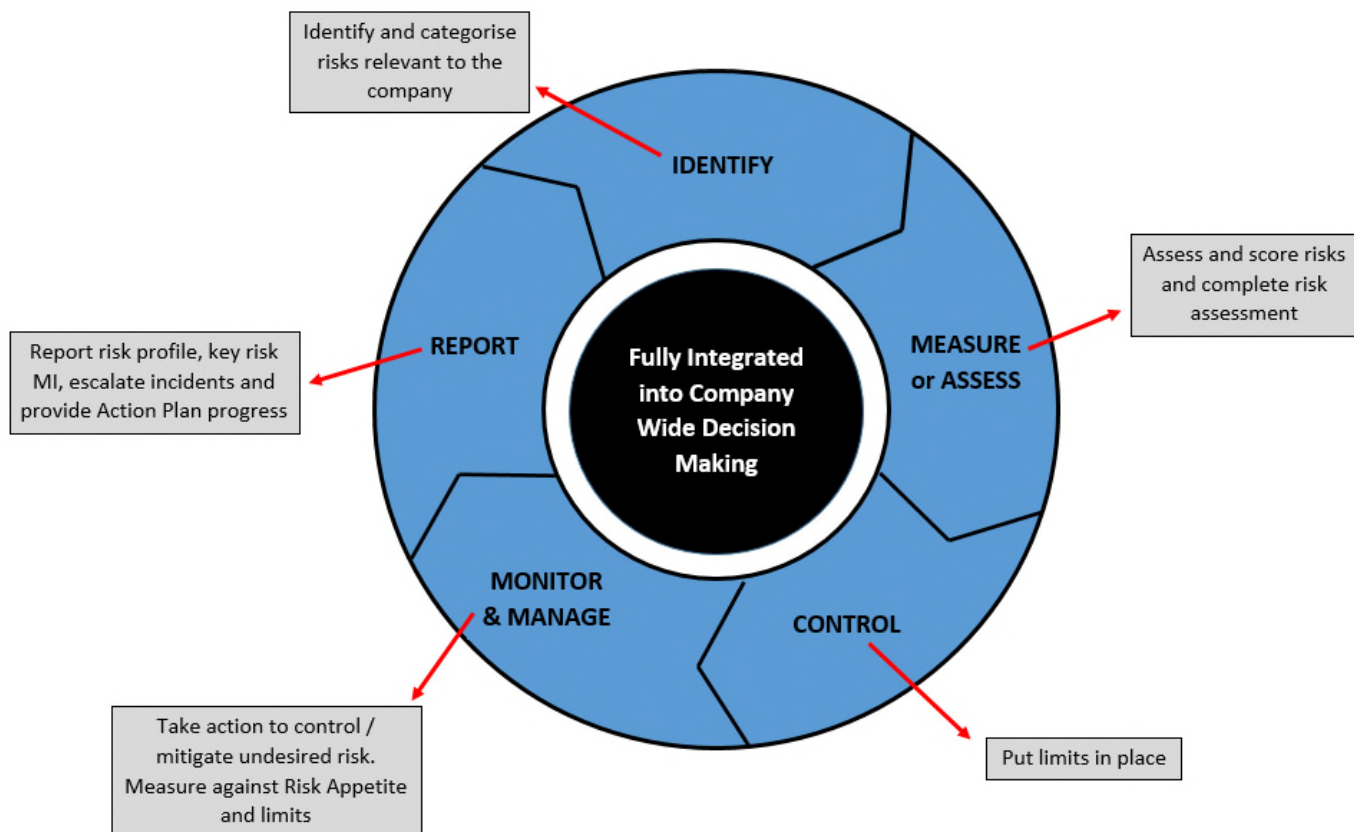 Identify and categorise
risks relevant to the
company
IDENTIFY
Assess and score risks
and complete risk
assessment
MEASURE
or ASSESS
REPORT
Report risk profile, key risk
MI, escalate incidents and
provide Action Plan progress
Fully Integrated
into Company
Wide Decision
Making
MONITOR
& MANAGE
CONTROL
Take action to control /
mitigate undesired risk.
Measure against Risk Appetite
and limits
Put limits in place